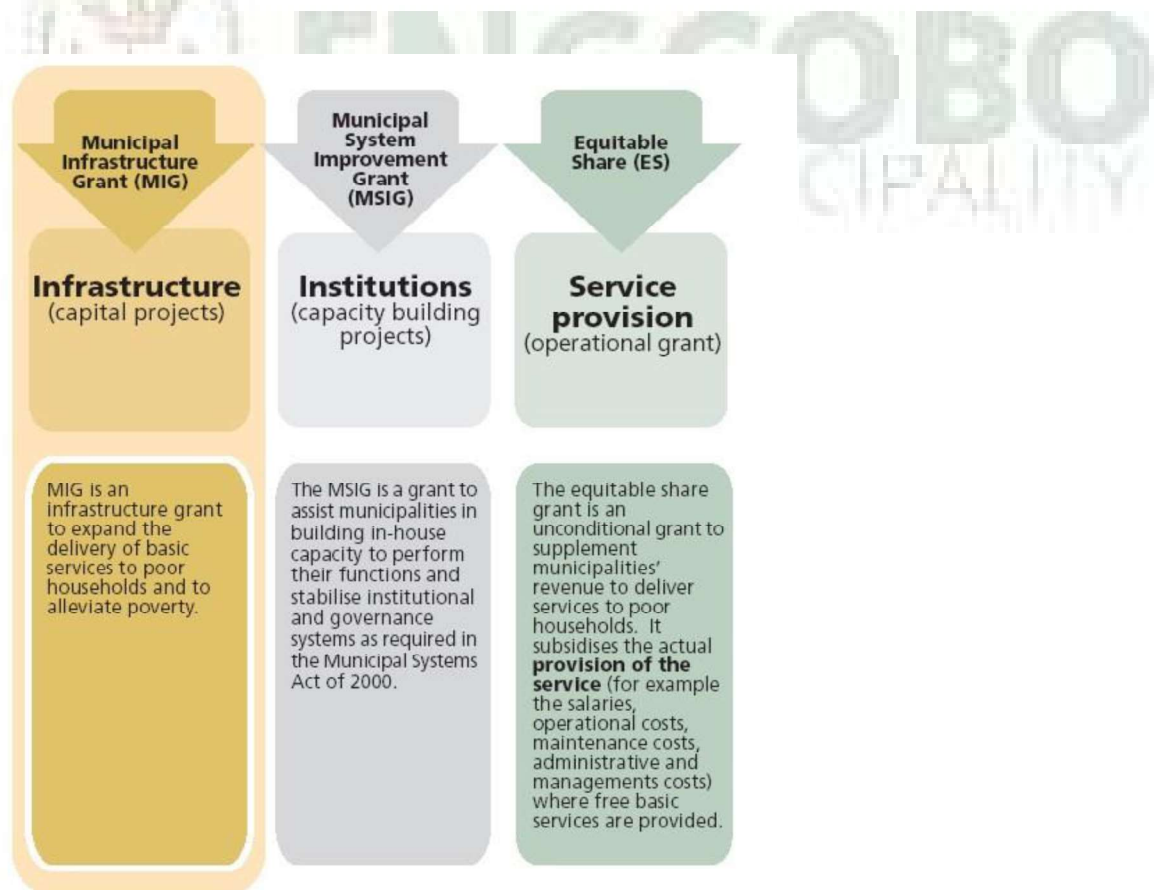 ENGCOBO
CIPALITY
Municipal
Infrastructure
Grant (MIG)
Infrastructure
(capital projects)
MIG is an
infrastructure grant
to expand the
delivery of basic
services to poor
households and to
alleviate poverty.
Municipal
System
Improvement
Grant
(MSIG)
Institutions
(capacity building
projects)
The MSIG is a grant to
assist municipalities in
building in-house
capacity to perform
their functions and
stabilise institutional
and governance
systems as required in
the Municipal Systems
Act of 2000.
Equitable
Share (ES)
Service
provision
(operational grant)
The equitable share
grant is an
unconditional grant to
supplement
municipalities’
revenue to deliver
services to poor
households. It
subsidises the actual
provision of the
service (for example
the salaries,
operational costs,
maintenance costs,
administrative and
managements costs)
where free basic
services are provided.